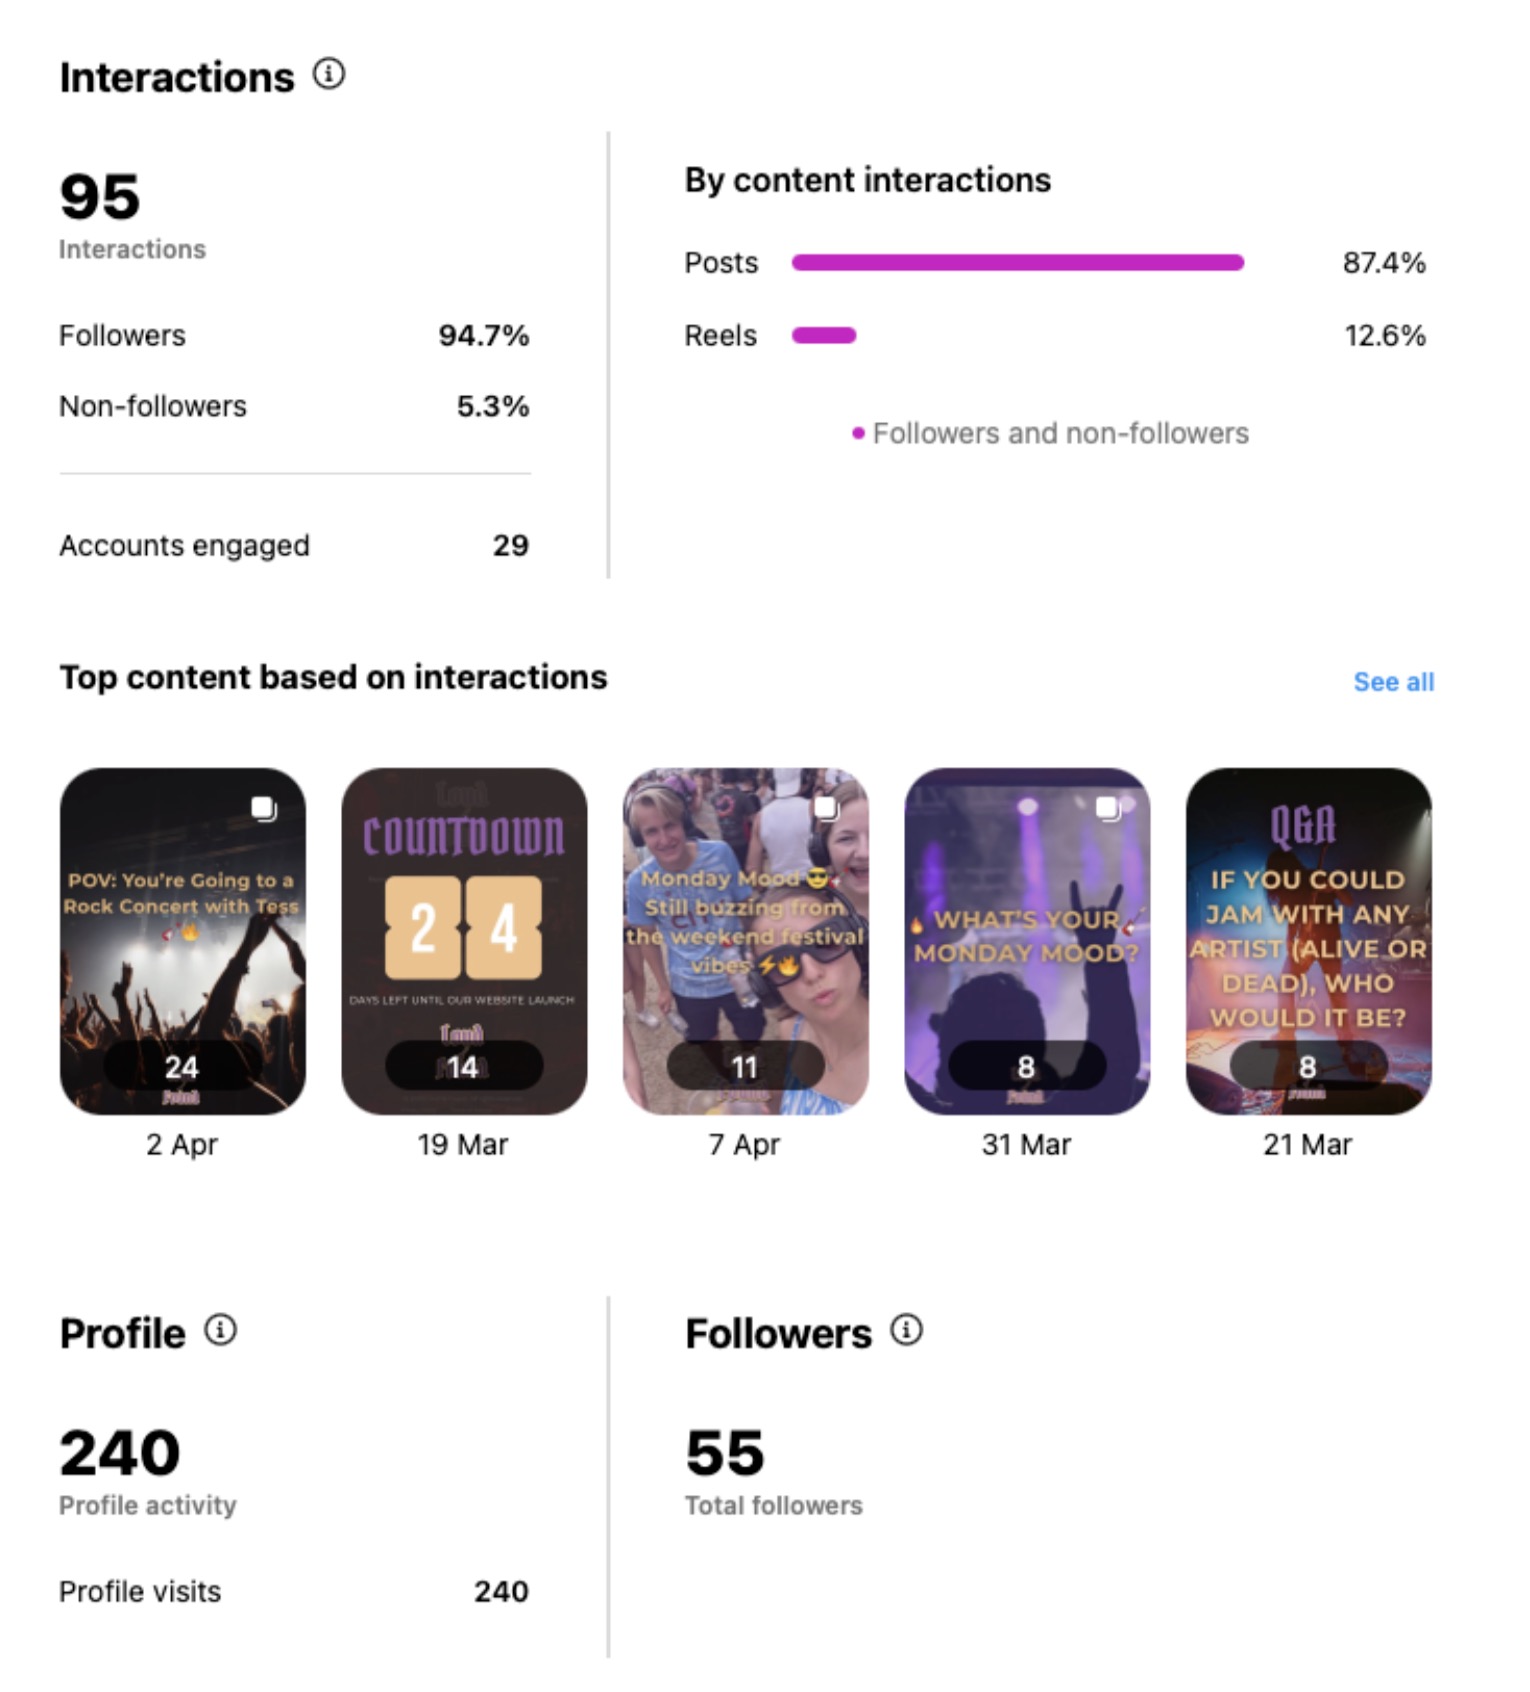 Interactions
95
Interactions
Followers 94.7%
Non-followers 5.3%
Accounts engaged 29
By content interactions
Posts 87.4%
Reels 12.6%
Followers and non-followers
Top content based on interactions
See all
POV: You're Going to a
Rock Concert with Tess
24
2 Apr
Loud
COUNTDOWN
2 4
DAYS LEFT UNTIL OUR WEBSITE LAUNCH
Loud
14
19 Mar
Monday Mood 😎
Still buzzing from
the weekend festival
vibes ⚡🔥
11
7 Apr
🔥 WHAT'S YOUR 🎸
MONDAY MOOD?
8
31 Mar
Q&A
IF YOU COULD
JAM WITH ANY
ARTIST (ALIVE OR
DEAD), WHO
WOULD IT BE?
8
21 Mar
Profile
240
Profile activity
Profile visits 240
Followers
55
Total followers